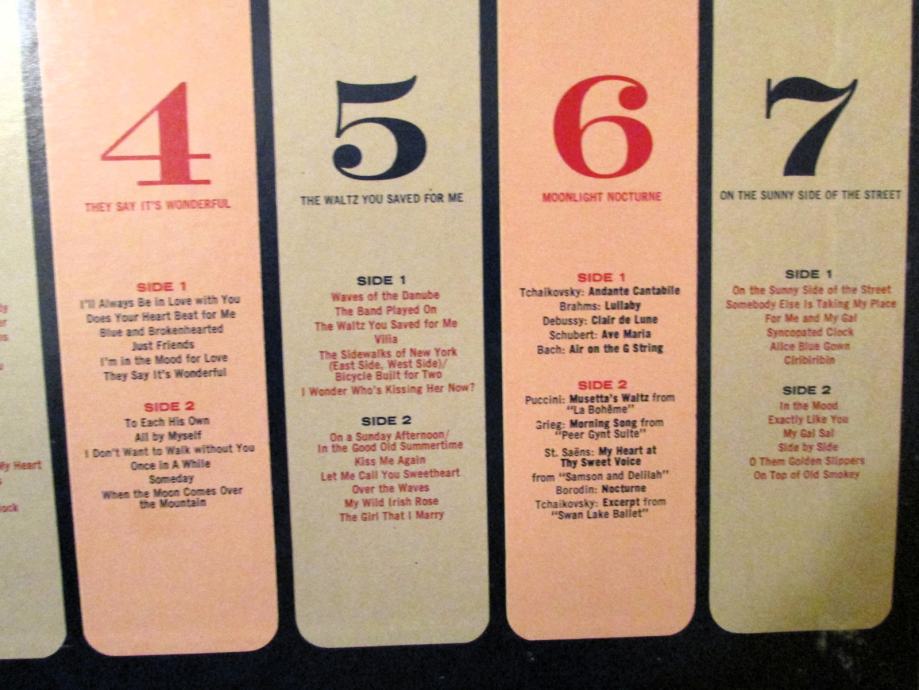 4
THEY SAY IT'S WONDERFUL
SIDE 1
I'll Always Be in Love with You
Does Your Heart Beat for Me
Blue and Brokenhearted
Just Friends
I'm in the Mood for Love
They Say It's Wonderful
SIDE 2
To Each His Own
All by Myself
I Don't Want to Walk without You
Once in A While
Someday
When the Moon Comes Over
the Mountain
5
THE WALTZ YOU SAVED FOR ME
SIDE 1
Waves of the Danube
The Band Played On
The Waltz You Saved for Me
Vilia
The Sidewalks of New York
(East Side, West Side)/
Bicycle Built for Two
I Wonder Who's Kissing Her Now?
SIDE 2
On a Sunday Afternoon/
In the Good Old Summertime
Kiss Me Again
Let Me Call You Sweetheart
Over the Waves
My Wild Irish Rose
The Girl That I Marry
6
MOONLIGHT NOCTURNE
SIDE 1
Tchaikovsky: Andante Cantabile
Brahms: Lullaby
Debussy: Clair de Lune
Schubert: Ave Maria
Bach: Air on the G String
SIDE 2
Puccini: Musetta's Waltz from
"La Bohême"
Grieg: Morning Song from
"Peer Gynt Suite"
St. Saëns: My Heart at
Thy Sweet Voice
from "Samson and Delilah"
Borodin: Nocturne
Tchaikovsky: Excerpt from
"Swan Lake Ballet"
7
ON THE SUNNY SIDE OF THE STREET
SIDE 1
On the Sunny Side of the Street
Somebody Else Is Taking My Place
For Me and My Gal
Syncopated Clock
Alice Blue Gown
Ciribiribin
SIDE 2
In the Mood
Exactly Like You
My Gal Sal
Side by Side
O Them Golden Slippers
On Top of Old Smokey
My Heart